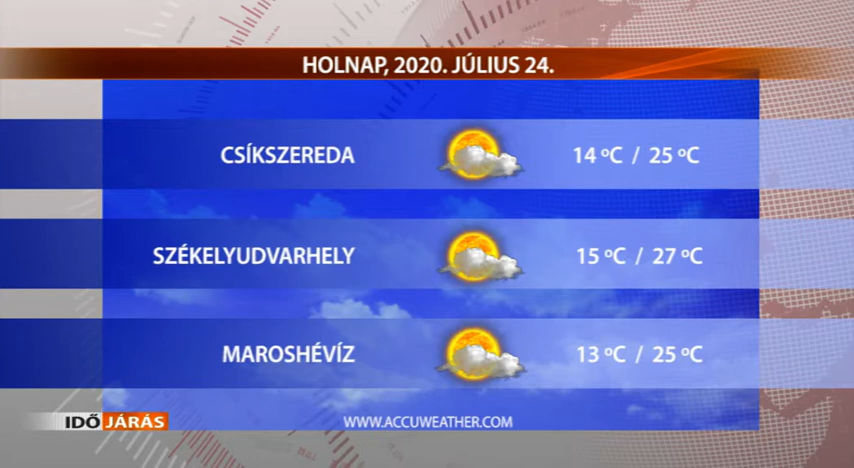 HOLNAP, 2020. JÚLIUS 24.
CSÍKSZEREDA 14 ºC / 25 ºC
SZÉKELYUDVARHELY 15 ºC / 27 ºC
MAROSHÉVÍZ 13 ºC / 25 ºC
IDŐJÁRÁS WWW.ACCUWEATHER.COM